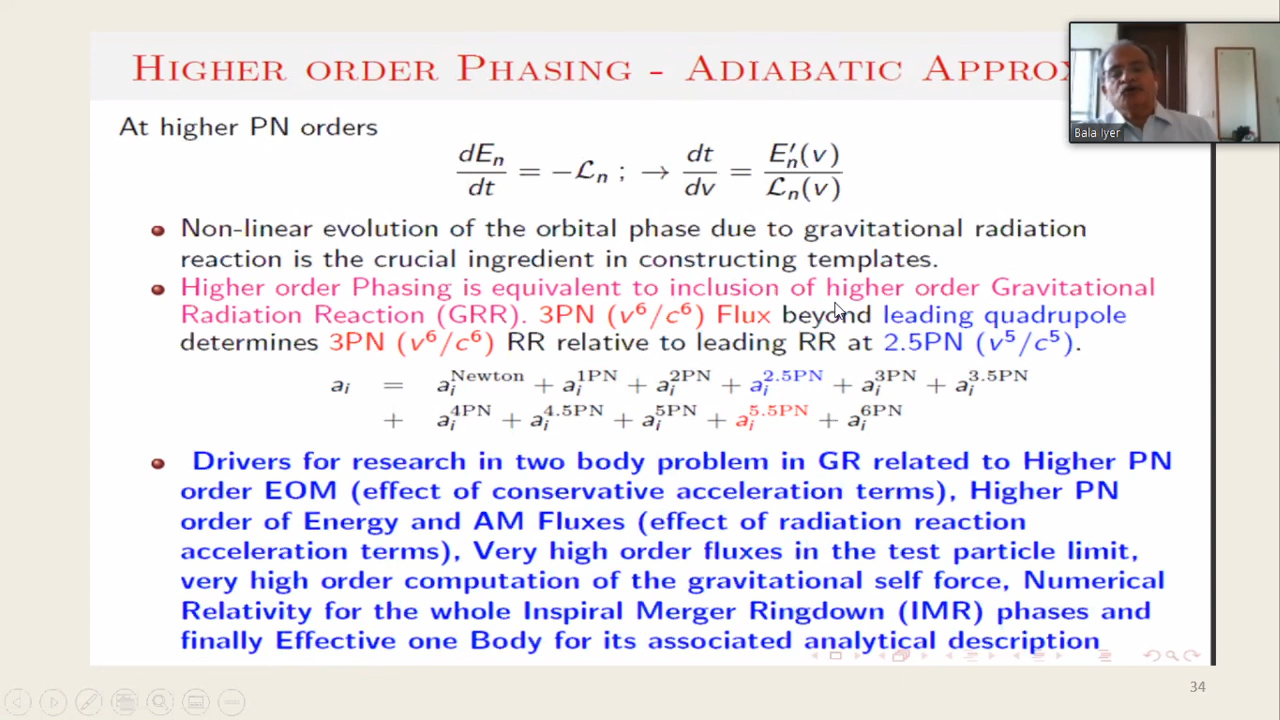 HIGHER ORDER PHASING - ADIABATIC APPROX
Bala Iyer
At higher PN orders
dE_n/dt = −ℒ_n ; → dt/dv = E′_n(v)/ℒ_n(v)
Non-linear evolution of the orbital phase due to gravitational radiation
reaction is the crucial ingredient in constructing templates.
Higher order Phasing is equivalent to inclusion of higher order Gravitational
Radiation Reaction (GRR). 3PN (v⁶/c⁶) Flux beyond leading quadrupole
determines 3PN (v⁶/c⁶) RR relative to leading RR at 2.5PN (v⁵/c⁵).
a_i = a_i^Newton + a_i^1PN + a_i^2PN + a_i^2.5PN + a_i^3PN + a_i^3.5PN
+ a_i^4PN + a_i^4.5PN + a_i^5PN + a_i^5.5PN + a_i^6PN
Drivers for research in two body problem in GR related to Higher PN
order EOM (effect of conservative acceleration terms), Higher PN
order of Energy and AM Fluxes (effect of radiation reaction
acceleration terms), Very high order fluxes in the test particle limit,
very high order computation of the gravitational self force, Numerical
Relativity for the whole Inspiral Merger Ringdown (IMR) phases and
finally Effective one Body for its associated analytical description
34